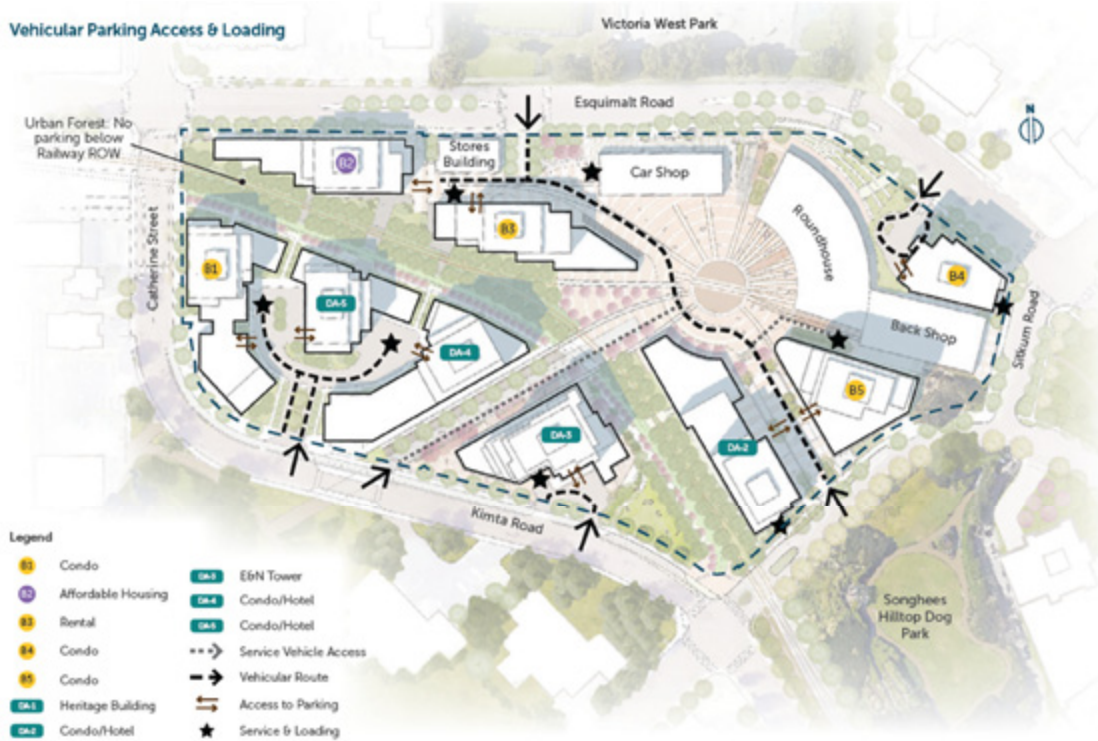 Vehicular Parking Access & Loading
Victoria West Park
Esquimalt Road
N
Urban Forest: No
parking below
Railway ROW
Stores
Building
Car Shop
B2
B3
Roundhouse
B4
Catherine Street
B1
DA-5
DA-4
Back Shop
Sitkum Road
B5
DA-3
DA-2
Kimta Road
Songhees
Hilltop Dog
Park
Legend
B1 Condo
B2 Affordable Housing
B3 Rental
B4 Condo
B5 Condo
DA-1 Heritage Building
DA-2 Condo/Hotel
DA-3 E&N Tower
DA-4 Condo/Hotel
DA-5 Condo/Hotel
Service Vehicle Access
Vehicular Route
Access to Parking
Service & Loading